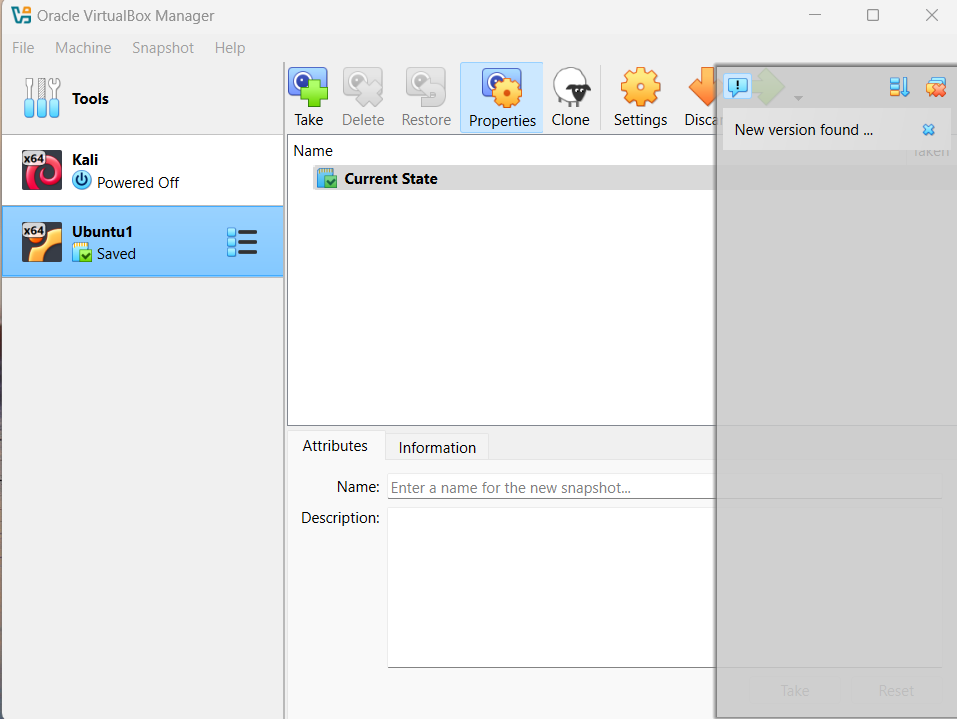 Oracle VirtualBox Manager
File Machine Snapshot Help
Tools
x64 Kali
Powered Off
x64 Ubuntu1
Saved
Take Delete Restore Properties Clone Settings Disca
New version found ...
Name Taken
Current State
Attributes Information
Name: Enter a name for the new snapshot...
Description:
Take Reset